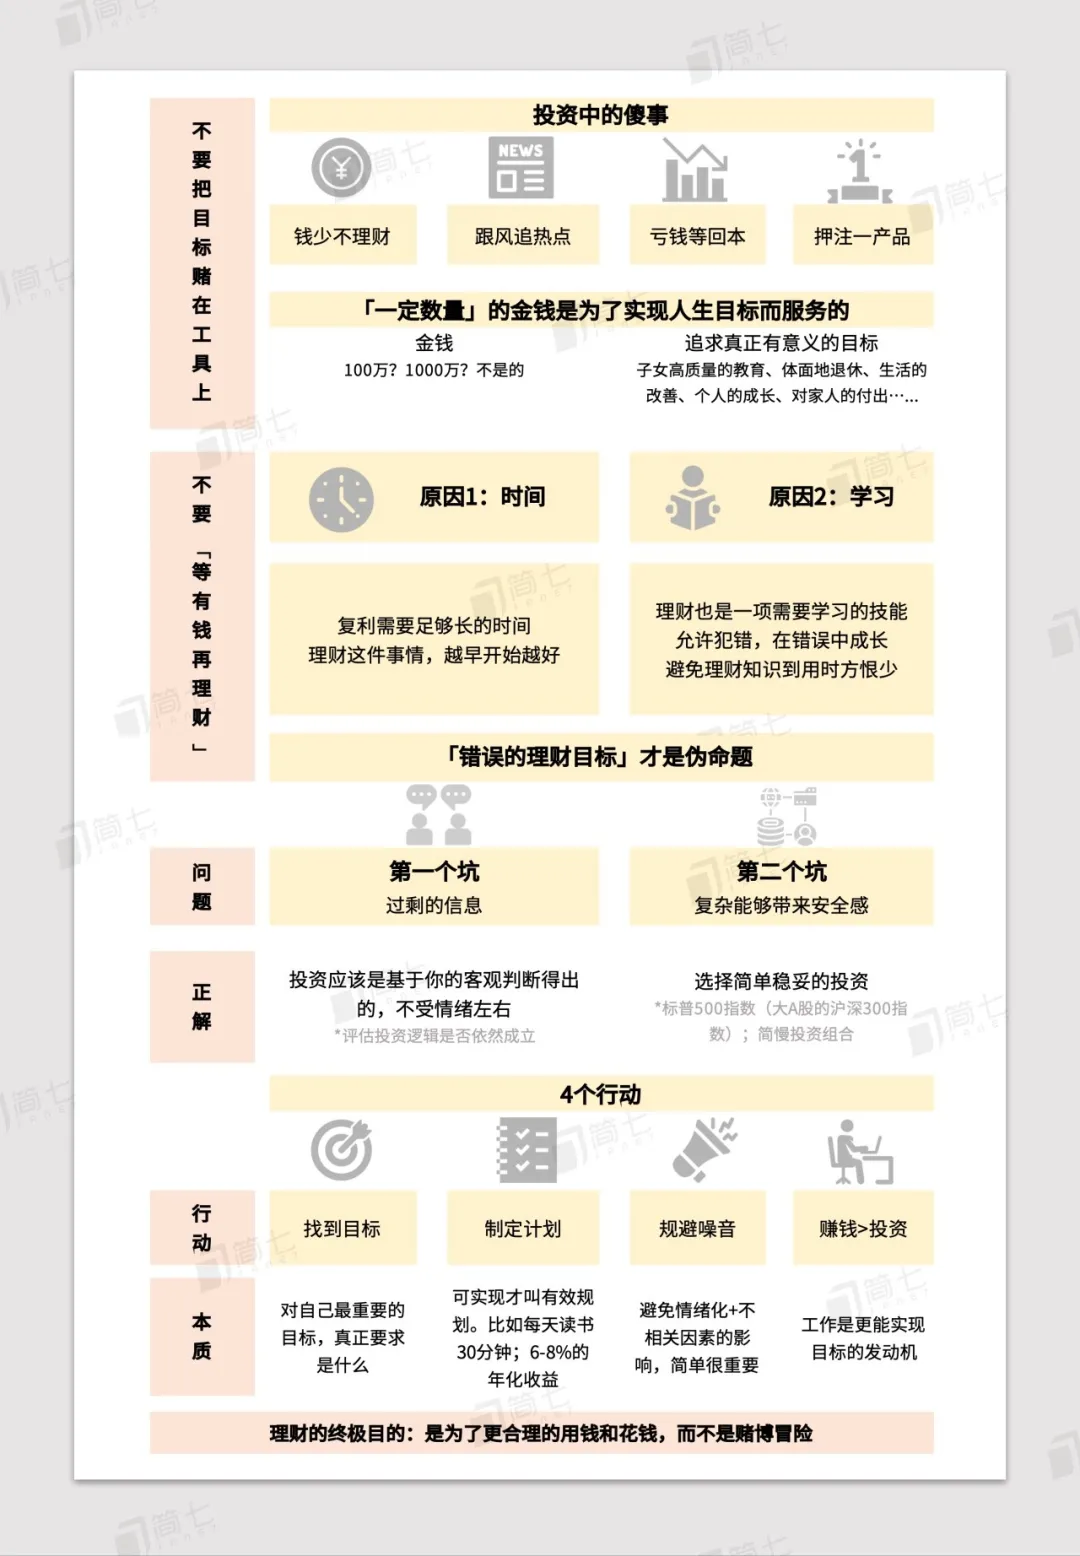 不要把目标赌在工具上
投资中的傻事
NEWS
1
钱少不理财
跟风追热点
亏钱等回本
押注一产品
「一定数量」的金钱是为了实现人生目标而服务的
金钱
100万？1000万？不是的
追求真正有意义的目标
子女高质量的教育、体面地退休、生活的
改善、个人的成长、对家人的付出……
不要「等有钱再理财」
原因1：时间
原因2：学习
复利需要足够长的时间
理财这件事情，越早开始越好
理财也是一项需要学习的技能
允许犯错，在错误中成长
避免理财知识到用时方恨少
「错误的理财目标」才是伪命题
问题
第一个坑
过剩的信息
第二个坑
复杂能够带来安全感
正解
投资应该是基于你的客观判断得出
的，不受情绪左右
*评估投资逻辑是否依然成立
选择简单稳妥的投资
*标普500指数（大A股的沪深300指
数）；简慢投资组合
4个行动
行动
找到目标
制定计划
规避噪音
赚钱>投资
本质
对自己最重要的
目标，真正要求
是什么
可实现才叫有效规
划。比如每天读书
30分钟；6-8%的
年化收益
避免情绪化+不
相关因素的影
响，简单很重要
工作是更能实现
目标的发动机
理财的终极目的：是为了更合理的用钱和花钱，而不是赌博冒险
简七